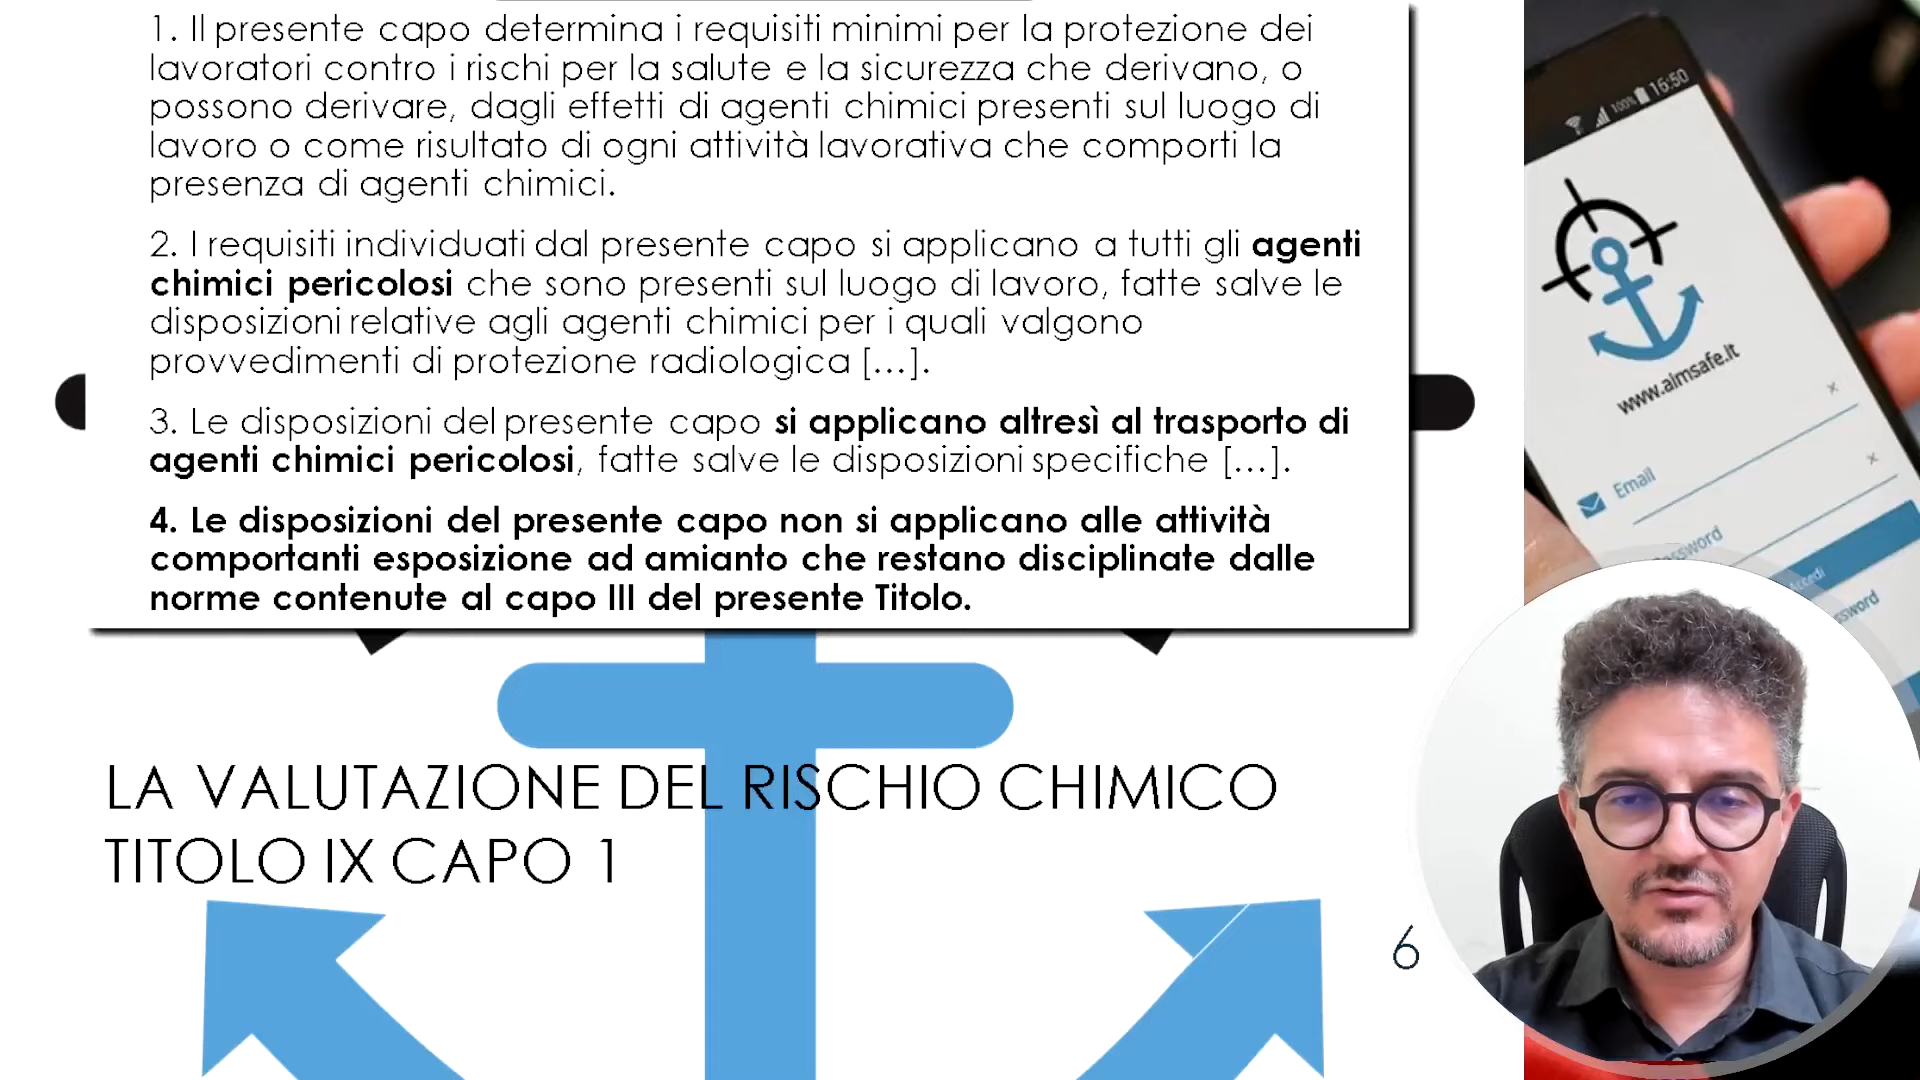 1. Il presente capo determina i requisiti minimi per la protezione dei
lavoratori contro i rischi per la salute e la sicurezza che derivano, o
possono derivare, dagli effetti di agenti chimici presenti sul luogo di
lavoro o come risultato di ogni attività lavorativa che comporti la
presenza di agenti chimici.
2. I requisiti individuati dal presente capo si applicano a tutti gli agenti
chimici pericolosi che sono presenti sul luogo di lavoro, fatte salve le
disposizioni relative agli agenti chimici per i quali valgono
provvedimenti di protezione radiologica [...].
3. Le disposizioni del presente capo si applicano altresì al trasporto di
agenti chimici pericolosi, fatte salve le disposizioni specifiche [...].
4. Le disposizioni del presente capo non si applicano alle attività
comportanti esposizione ad amianto che restano disciplinate dalle
norme contenute al capo III del presente Titolo.
LA VALUTAZIONE DEL RISCHIO CHIMICO
TITOLO IX CAPO 1
6
100% 16:50
www.aimsafe.it
Email
ssword
ccedi
ssword